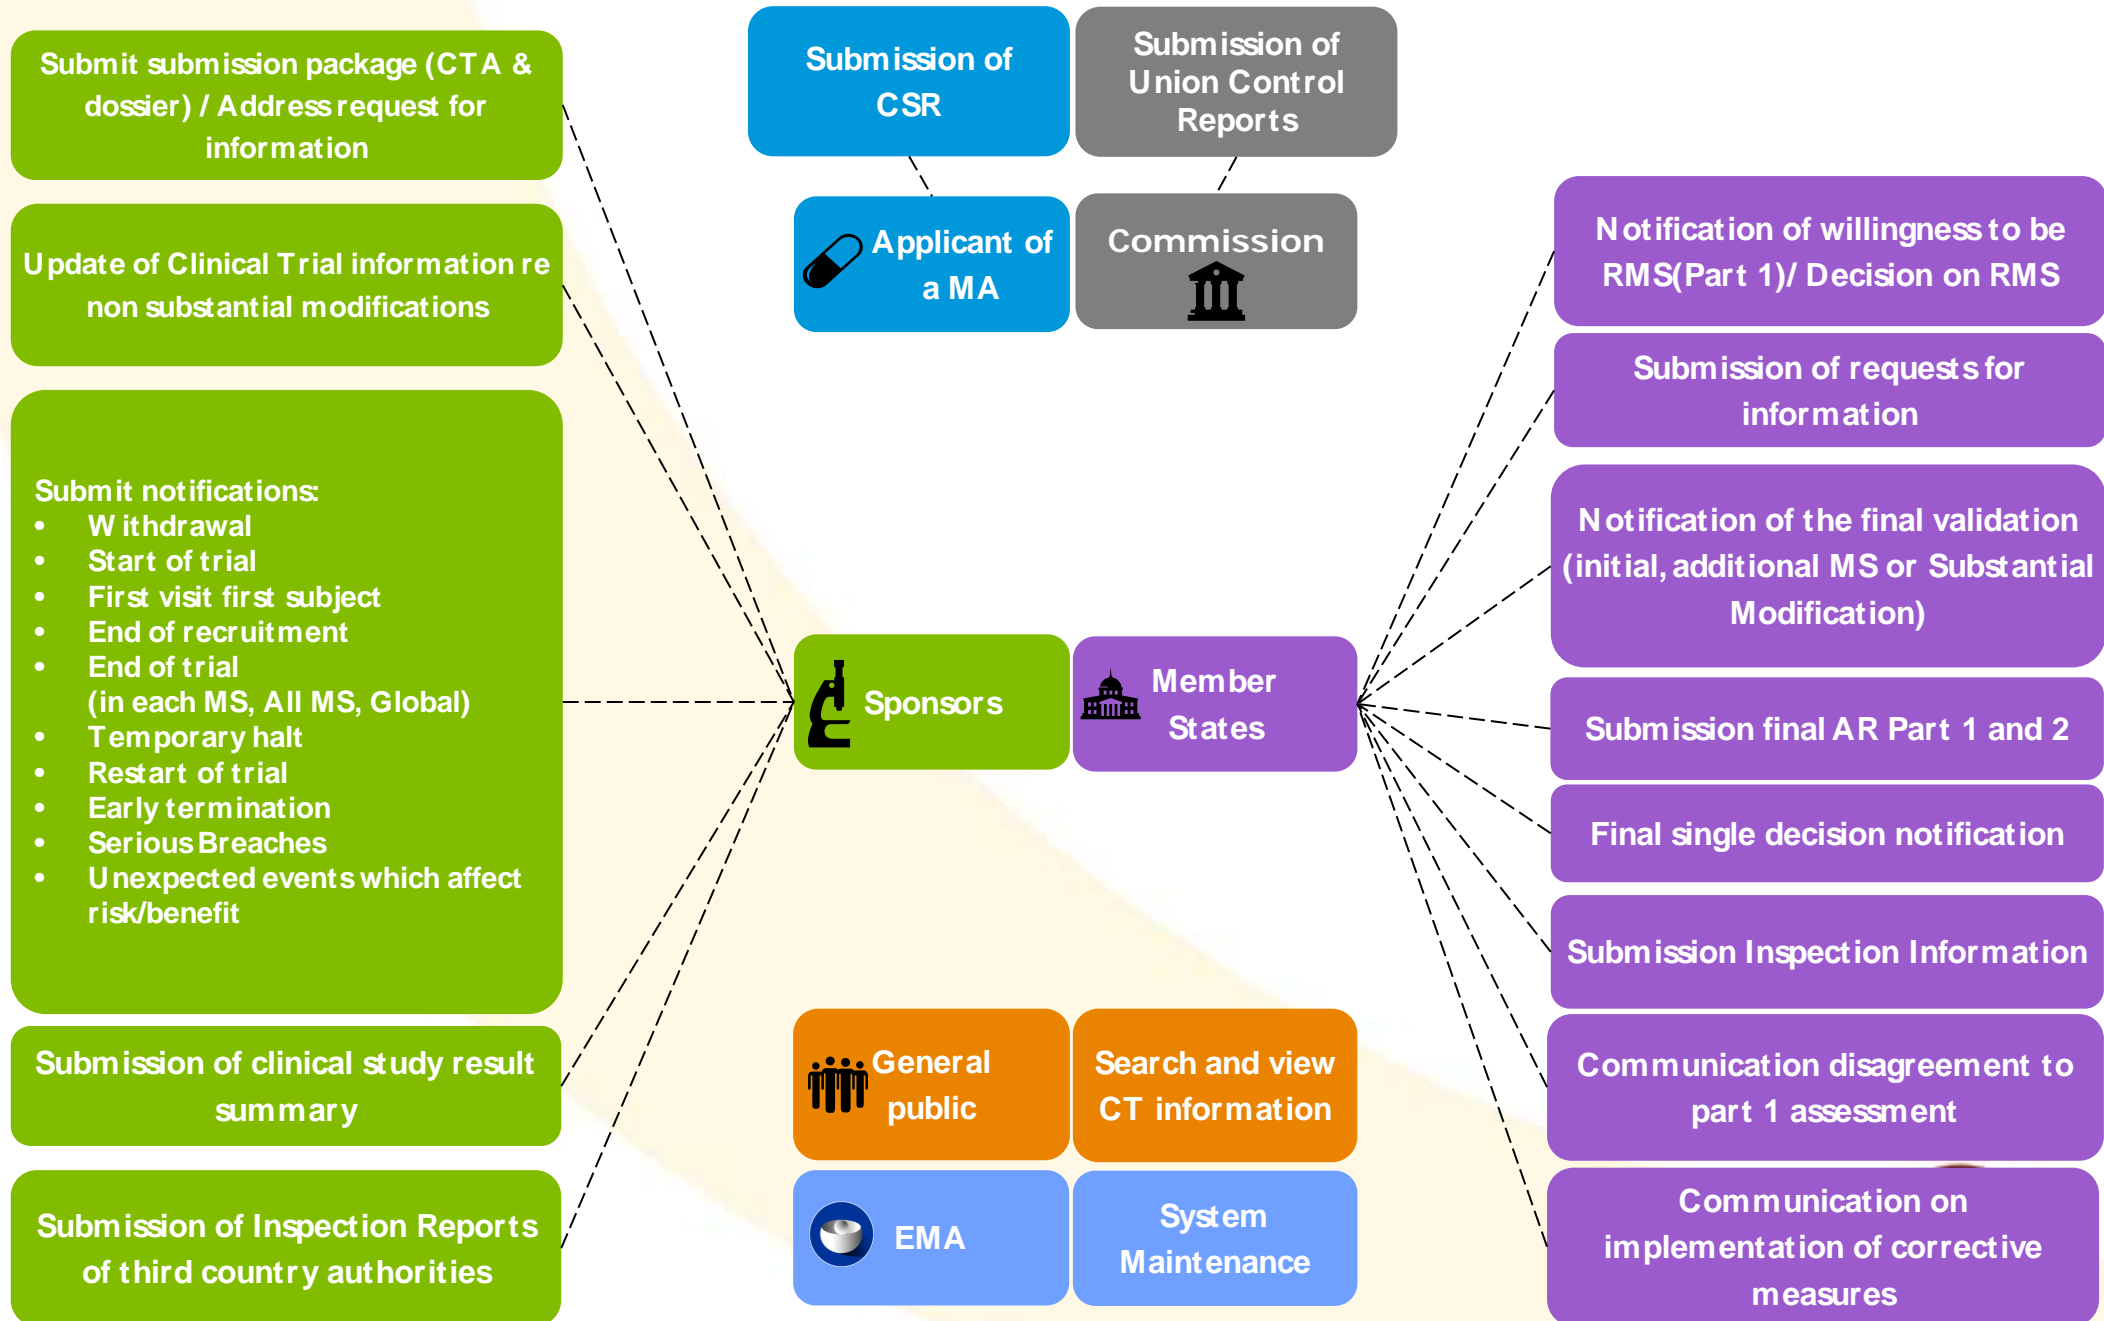 Submit submission package (CTA &
dossier) / Address request for
information
Update of Clinical Trial information re
non substantial modifications
Submit notifications:
• Withdrawal
• Start of trial
• First visit first subject
• End of recruitment
• End of trial
(in each MS, All MS, Global)
• Temporary halt
• Restart of trial
• Early termination
• Serious Breaches
• Unexpected events which affect
risk/benefit
Submission of clinical study result
summary
Submission of Inspection Reports
of third country authorities
Submission of
CSR
Submission of
Union Control
Reports
Applicant of
a MA
Commission
Sponsors
Member
States
General
public
Search and view
CT information
EMA
System
Maintenance
Notification of willingness to be
RMS(Part 1)/ Decision on RMS
Submission of requests for
information
Notification of the final validation
(initial, additional MS or Substantial
Modification)
Submission final AR Part 1 and 2
Final single decision notification
Submission Inspection Information
Communication disagreement to
part 1 assessment
Communication on
implementation of corrective
measures